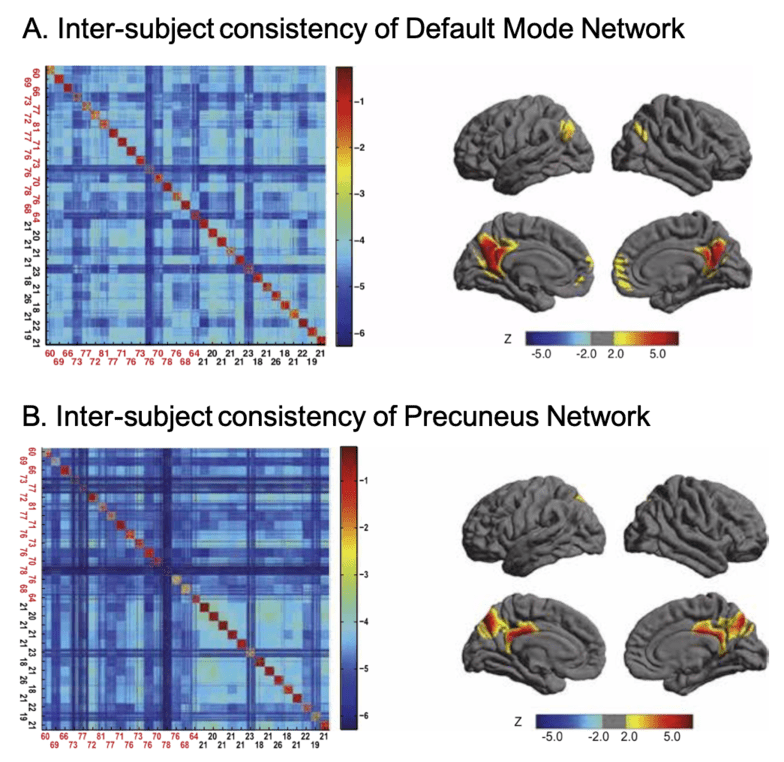 A. Inter-subject consistency of Default Mode Network
60 66 77 81 71 73 70 76 64 20 21 23 21 18 22 21
69 73 72 77 76 76 78 68 21 21 21 18 26 21 19
-1
-2
-3
-4
-5
-6
60 66 77 81 71 73 70 76 64 20 21 23 21 18 22 21
69 73 72 77 76 76 78 68 21 21 21 18 26 21 19
Z
-5.0 -2.0 2.0 5.0
B. Inter-subject consistency of Precuneus Network
60 66 77 81 71 73 70 76 64 20 21 23 21 18 22 21
69 73 72 77 76 76 78 68 21 21 21 18 26 21 19
-1
-2
-3
-4
-5
-6
60 66 77 81 71 73 70 76 64 20 21 23 21 18 22 21
69 73 72 77 76 76 78 68 21 21 21 18 26 21 19
Z
-5.0 -2.0 2.0 5.0